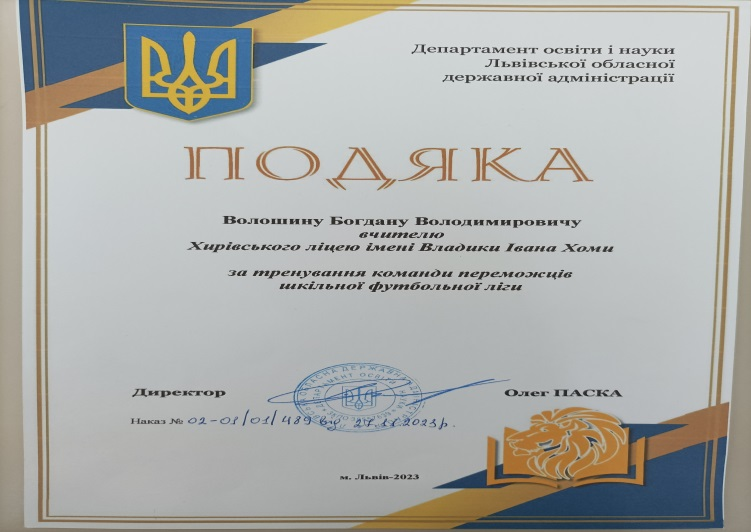 Департамент освіти і науки
Львівської обласної
державної адміністрації
ПОДЯКА
Волошину Богдану Володимировичу
вчителю
Хирівського ліцею імені Владики Івана Хоми
за тренування команди переможців
шкільної футбольної ліги
Директор
Олег ПАСКА
Наказ № 02-01/01/489 від 27.11.2023р.
м. Львів-2023